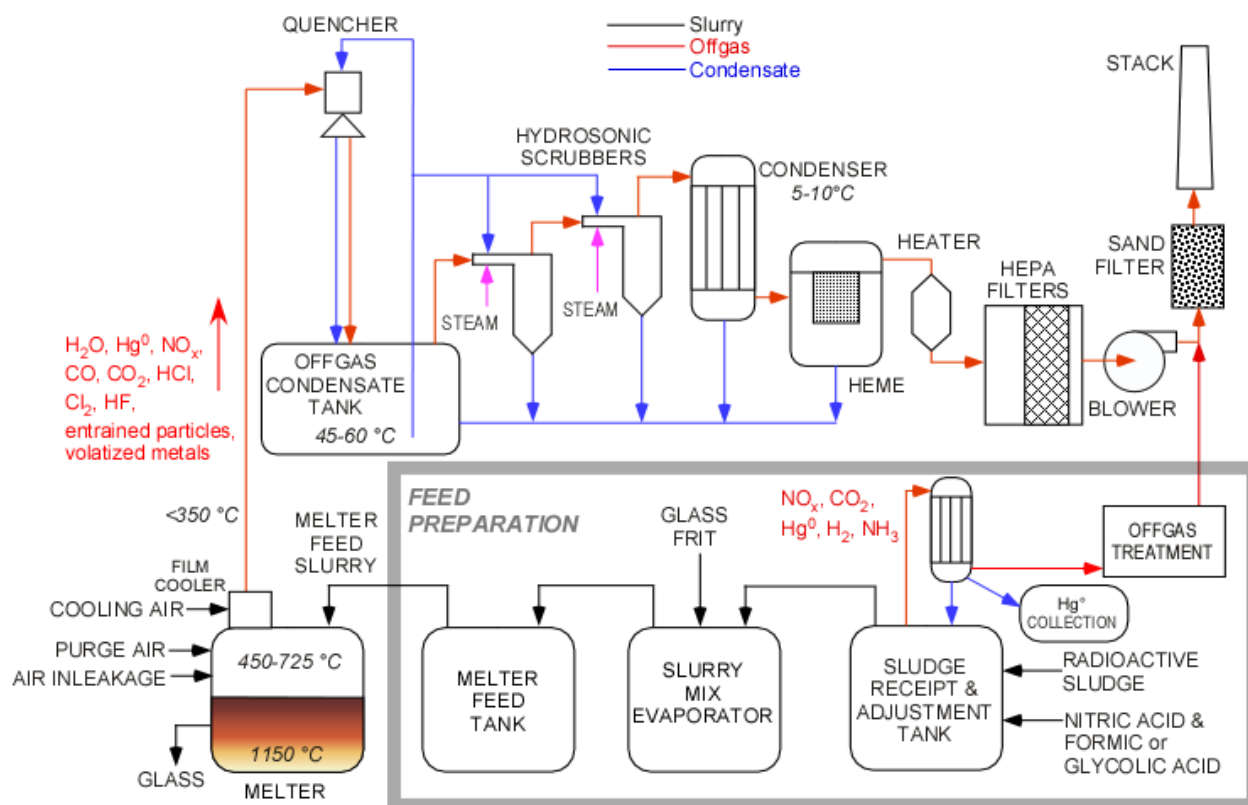 QUENCHER
Slurry
Offgas
Condensate
STACK
HYDROSONIC
SCRUBBERS
CONDENSER
5-10°C
HEATER
SAND
FILTER
HEPA
FILTERS
STEAM
STEAM
H₂O, Hg⁰, NOₓ,
CO, CO₂, HCl,
Cl₂, HF,
entrained particles,
volatized metals
OFFGAS
CONDENSATE
TANK
45-60 °C
HEME
BLOWER
<350 °C
FEED
PREPARATION
NOₓ, CO₂,
Hg⁰, H₂, NH₃
MELTER
FEED
SLURRY
GLASS
FRIT
OFFGAS
TREATMENT
FILM
COOLER
COOLING AIR
Hg°
COLLECTION
PURGE AIR
AIR INLEAKAGE
450-725 °C
MELTER
FEED
TANK
SLURRY
MIX
EVAPORATOR
SLUDGE
RECEIPT &
ADJUSTMENT
TANK
RADIOACTIVE
SLUDGE
NITRIC ACID &
FORMIC or
GLYCOLIC ACID
1150 °C
GLASS
MELTER